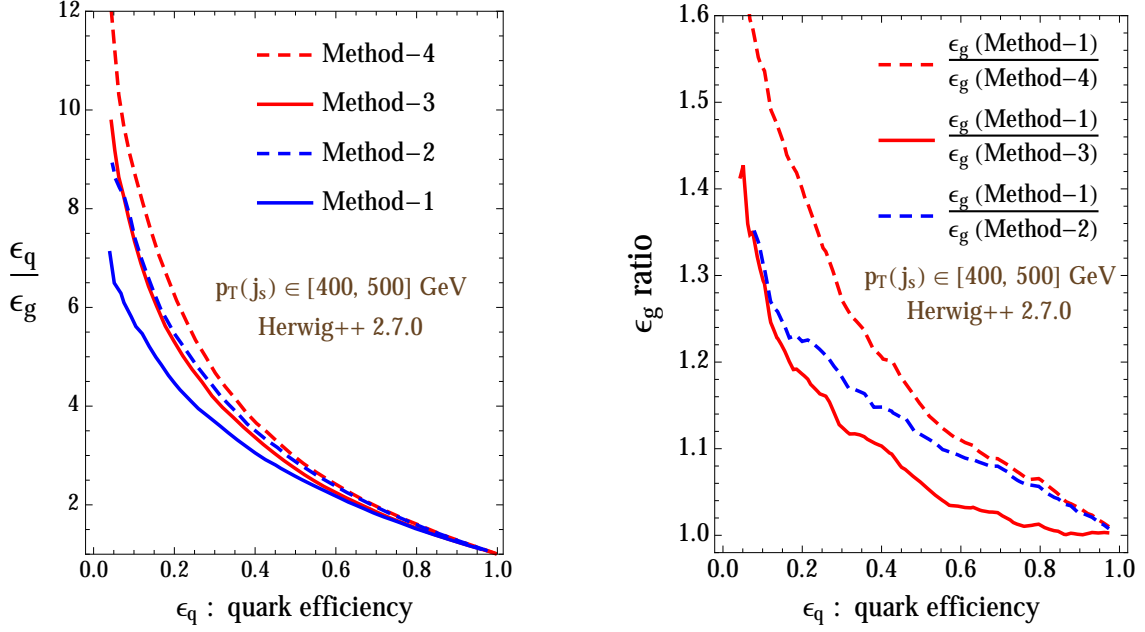 12
10
8
6
4
2
ϵq
ϵg
Method−4
Method−3
Method−2
Method−1
pT(js) ∈ [400, 500] GeV
Herwig++ 2.7.0
0.0 0.2 0.4 0.6 0.8 1.0
ϵq : quark efficiency
1.6
1.5
1.4
1.3
1.2
1.1
1.0
ϵg ratio
ϵg (Method−1)
ϵg (Method−4)
ϵg (Method−1)
ϵg (Method−3)
ϵg (Method−1)
ϵg (Method−2)
pT(js) ∈ [400, 500] GeV
Herwig++ 2.7.0
0.0 0.2 0.4 0.6 0.8 1.0
ϵq : quark efficiency